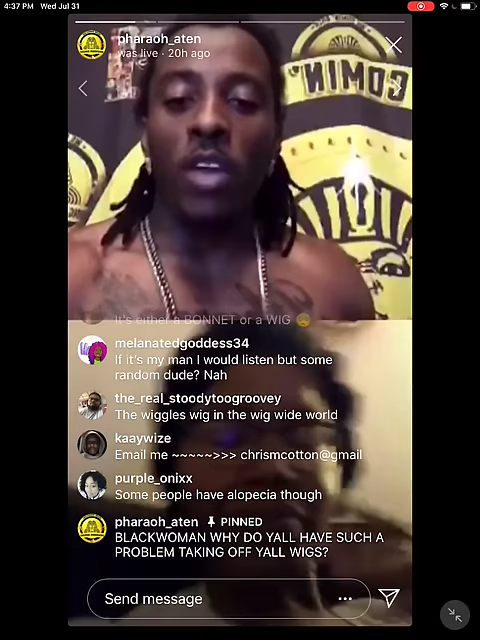 4:37 PM Wed Jul 31
pharaoh_aten
was live · 20h ago
COMIN'
It's either a BONNET or a WIG 😩
melanatedgoddess34
If it's my man I would listen but some
random dude? Nah
the_real_stoodytoogroovey
The wiggles wig in the wig wide world
kaaywize
Email me ~~~~~>>> chrismcotton@gmail
purple_onixx
Some people have alopecia though
pharaoh_aten PINNED
BLACKWOMAN WHY DO YALL HAVE SUCH A
PROBLEM TAKING OFF YALL WIGS?
Send message